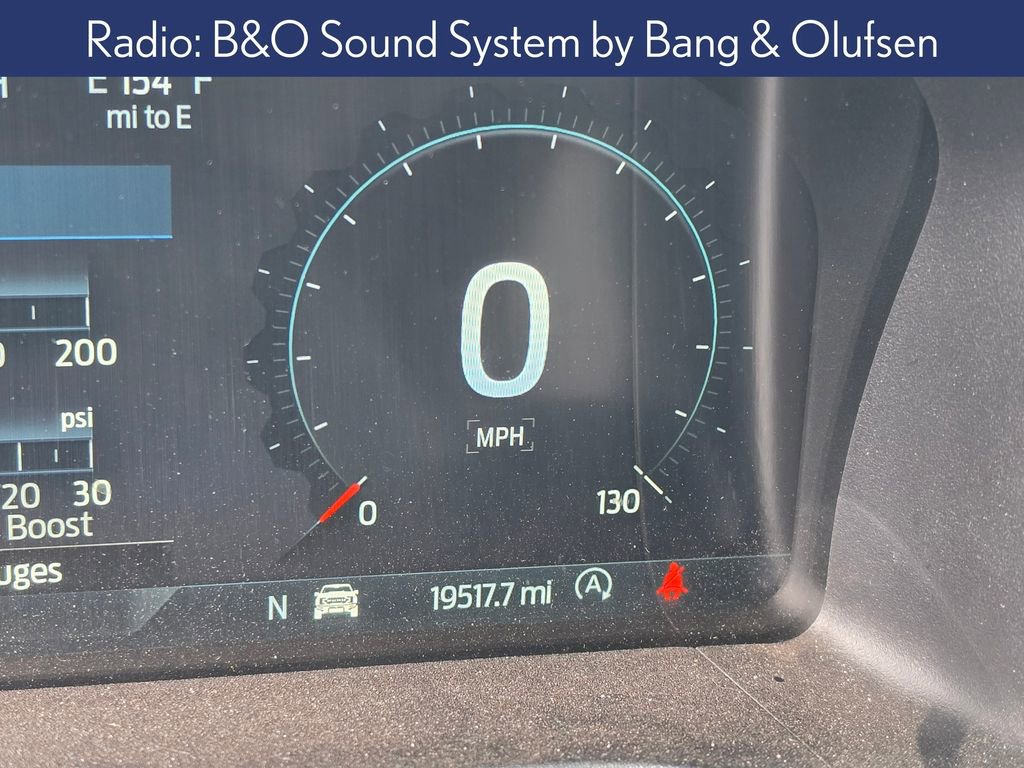 Radio: B&O Sound System by Bang & Olufsen
E 154 F
mi to E
0
MPH
200
psi
20 30
Boost
0
130
N 19517.7 mi A